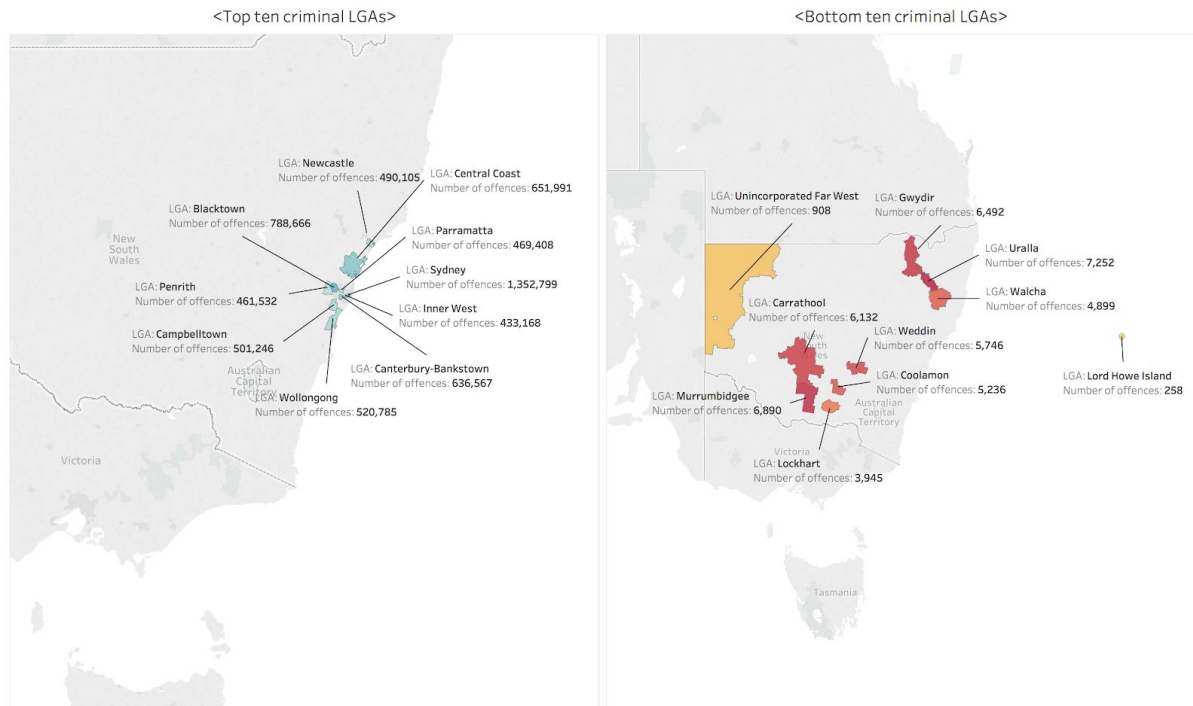 <Top ten criminal LGAs>
LGA: Newcastle
Number of offences: 490,105
LGA: Central Coast
Number of offences: 651,991
LGA: Blacktown
Number of offences: 788,666
LGA: Parramatta
Number of offences: 469,408
New
South
Wales
LGA: Sydney
Number of offences: 1,352,799
LGA: Penrith
Number of offences: 461,532
LGA: Inner West
Number of offences: 433,168
LGA: Campbelltown
Number of offences: 501,246
LGA: Canterbury-Bankstown
Number of offences: 636,567
Australian
Capital
Territory
LGA: Wollongong
Number of offences: 520,785
Victoria
<Bottom ten criminal LGAs>
LGA: Unincorporated Far West
Number of offences: 908
LGA: Gwydir
Number of offences: 6,492
LGA: Uralla
Number of offences: 7,252
LGA: Walcha
Number of offences: 4,899
LGA: Carrathool
Number of offences: 6,132
New
South
Wales
LGA: Weddin
Number of offences: 5,746
LGA: Coolamon
Number of offences: 5,236
LGA: Lord Howe Island
Number of offences: 258
LGA: Murrumbidgee
Number of offences: 6,890
Australian
Capital
Territory
Victoria
LGA: Lockhart
Number of offences: 3,945
Tasmania